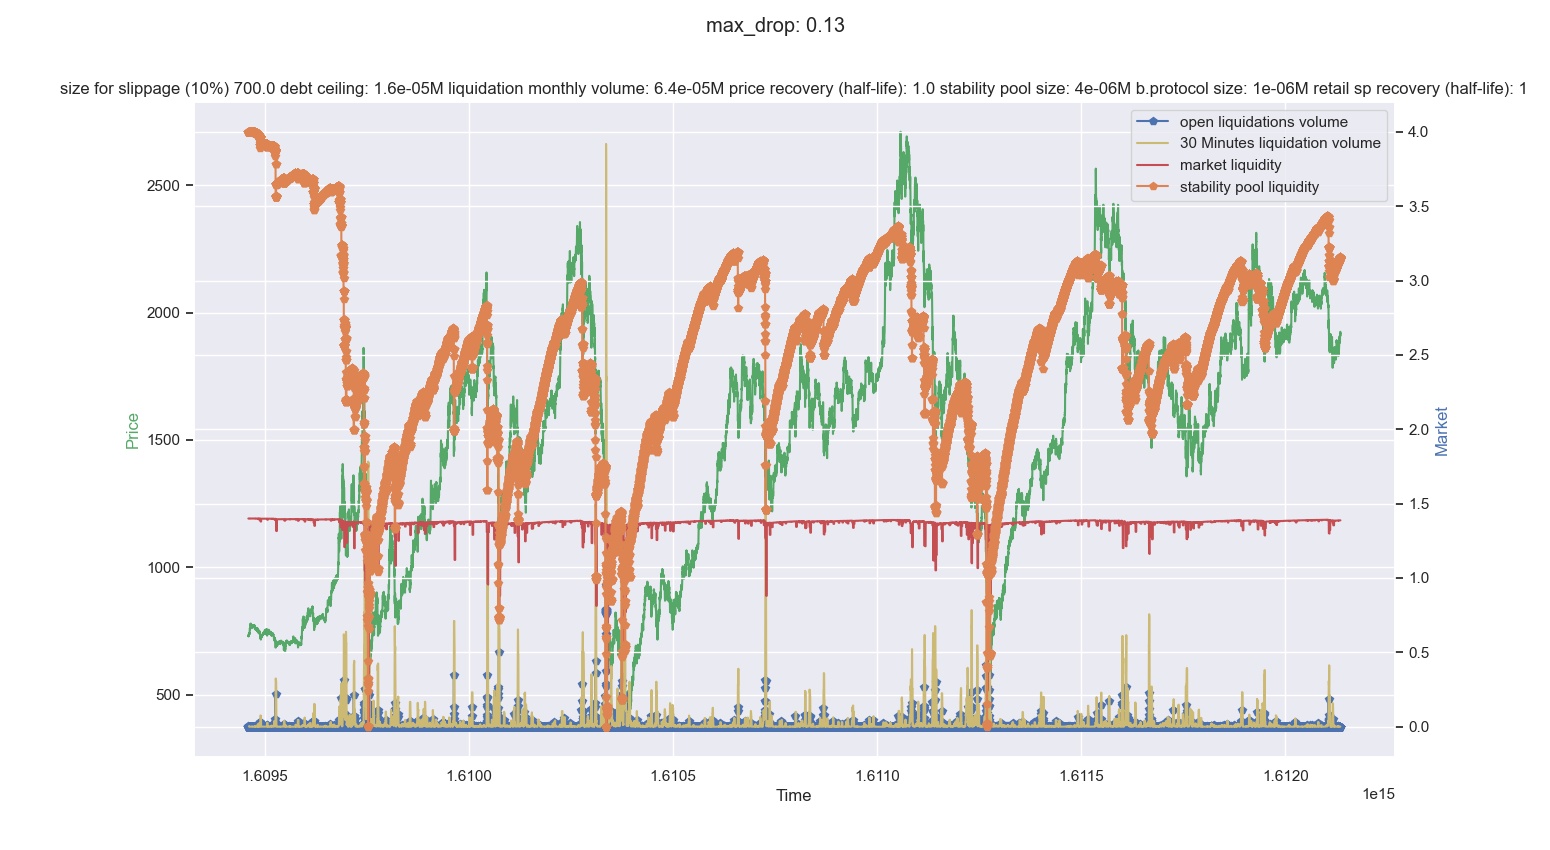 max_drop: 0.13
size for slippage (10%) 700.0 debt ceiling: 1.6e-05M liquidation monthly volume: 6.4e-05M price recovery (half-life): 1.0 stability pool size: 4e-06M b.protocol size: 1e-06M retail sp recovery (half-life): 1
open liquidations volume
30 Minutes liquidation volume
market liquidity
stability pool liquidity
2500
2000
1500
1000
500
Price
4.0
3.5
3.0
2.5
2.0
1.5
1.0
0.5
0.0
Market
1.6095
1.6100
1.6105
1.6110
1.6115
1.6120
1e15
Time